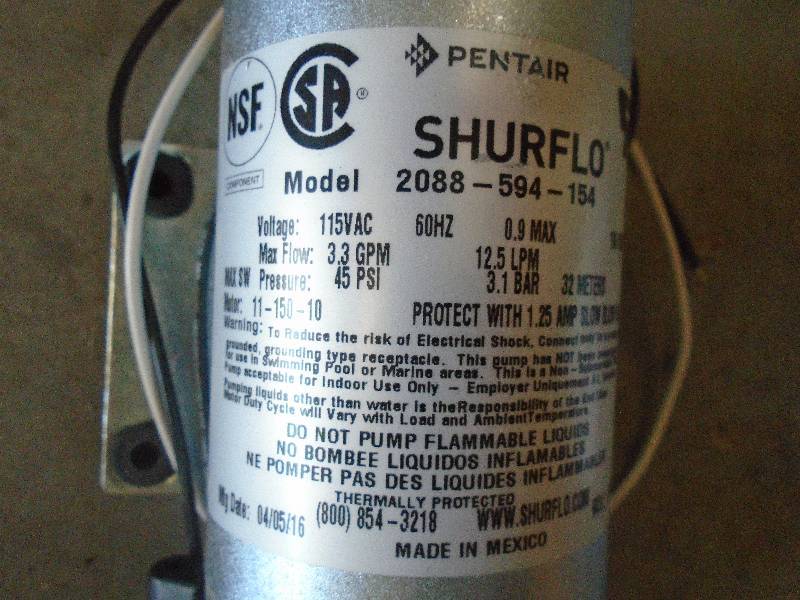 PENTAIR
NSF®
COMPONENT
SA ®
SHURFLO®
Model 2088-594-154
Voltage: 115VAC 60HZ 0.9 MAX
Max Flow: 3.3 GPM 12.5 LPM
MAX SW Pressure: 45 PSI 3.1 BAR 32 METERS
Motor: 11-150-10 PROTECT WITH 1.25 AMP SLOW BLOW
Warning: To Reduce the risk of Electrical Shock, Connect only to
grounded, grounding type receptacle. This pump has NOT been
for use in Swimming Pool or Marine areas. This is a Non -
Pump acceptable for Indoor Use Only - Employer Uniquement
Pumping liquids other than water is theResponsibility of the End User
Motor Duty Cycle will Vary with Load and AmbientTemperature.
DO NOT PUMP FLAMMABLE LIQUIDS
NO BOMBEE LIQUIDOS INFLAMABLES
NE POMPER PAS DES LIQUIDES INFLAMMABLES
THERMALLY PROTECTED
Mfg Date: 04/05/16 (800) 854-3218 WWW.SHURFLO.COM
MADE IN MEXICO